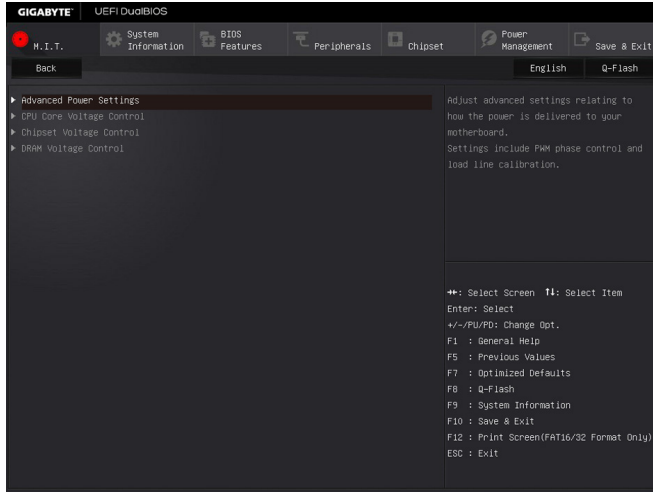 GIGABYTE™ UEFI DualBIOS
M.I.T.
System Information
BIOS Features
Peripherals
Chipset
Power Management
Save & Exit
Back
English
Q-Flash
Advanced Power Settings
CPU Core Voltage Control
Chipset Voltage Control
DRAM Voltage Control
Adjust advanced settings relating to
how the power is delivered to your
motherboard.
Settings include PWM phase control and
load line calibration.
→←: Select Screen ↑↓: Select Item
Enter: Select
+/-/PU/PD: Change Opt.
F1 : General Help
F5 : Previous Values
F7 : Optimized Defaults
F8 : Q-Flash
F9 : System Information
F10 : Save & Exit
F12 : Print Screen(FAT16/32 Format Only)
ESC : Exit